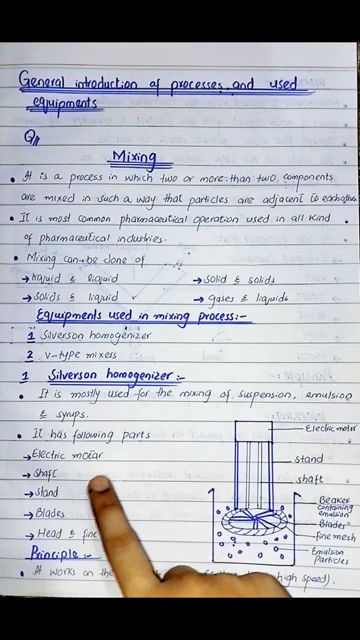 General introduction of processes and used
equipments
Q//
Mixing
• It is a process in which two or more than two components
are mixed in such a way that particles are adjacent to each other.
• It is most common pharmaceutical operation used in all kind
of pharmaceutical industries.
• Mixing can be done of
→ liquid & liquid → solid & solids
→ solids & liquid → gases & liquids
Equipments used in mixing process:-
1 Silverson homogenizer
2 V-type mixers
1 Silverson homogenizer:-
• It is mostly used for the mixing of suspension, emulsion
& syrups.
• It has following parts
→ Electric motor
→ Shaft
→ Stand
→ Blades
→ Head & fine
Electric motor
stand
shaft
Beaker
containing
emulsion
Blades
fine mesh
Emulsion
Particles
Principle:-
• It works on the high speed).